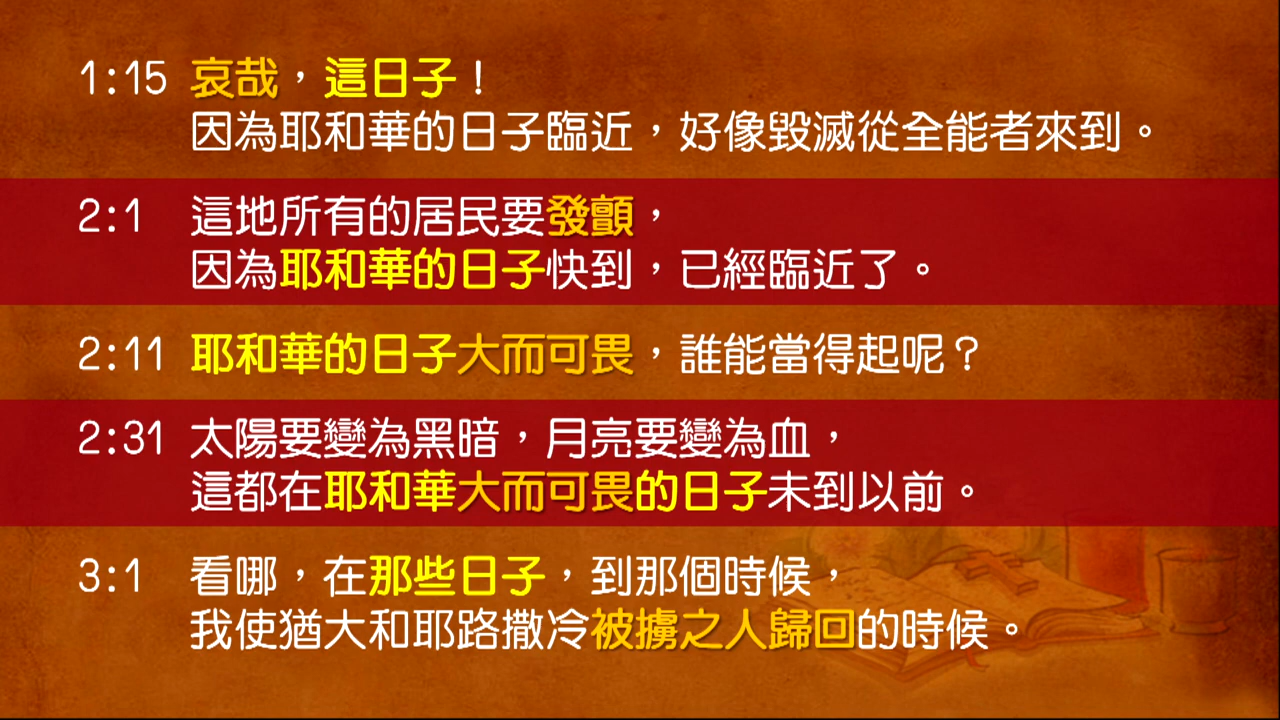 1:15 哀哉，這日子！
因為耶和華的日子臨近，好像毀滅從全能者來到。
2:1 這地所有的居民要發顫，
因為耶和華的日子快到，已經臨近了。
2:11 耶和華的日子大而可畏，誰能當得起呢？
2:31 太陽要變為黑暗，月亮要變為血，
這都在耶和華大而可畏的日子未到以前。
3:1 看哪，在那些日子，到那個時候，
我使猶大和耶路撒冷被擄之人歸回的時候。